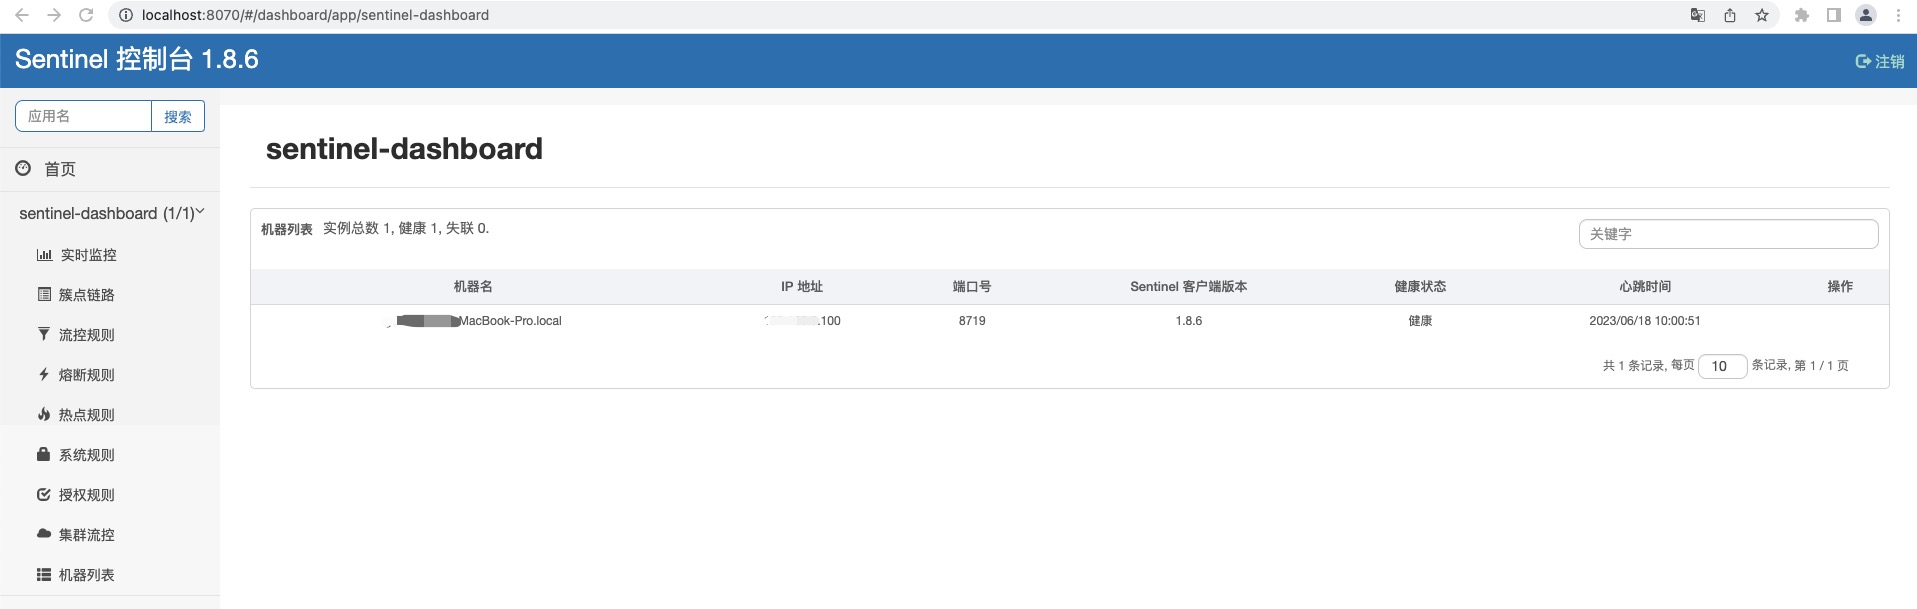 localhost:8070/#/dashboard/app/sentinel-dashboard
Sentinel 控制台 1.8.6
注销
应用名 搜索
首页
sentinel-dashboard (1/1)
实时监控
簇点链路
流控规则
熔断规则
热点规则
系统规则
授权规则
集群流控
机器列表
sentinel-dashboard
机器列表 实例总数 1, 健康 1, 失联 0.
关键字
机器名 IP 地址 端口号 Sentinel 客户端版本 健康状态 心跳时间 操作
MacBook-Pro.local .100 8719 1.8.6 健康 2023/06/18 10:00:51
共 1 条记录, 每页 10 条记录, 第 1 / 1 页